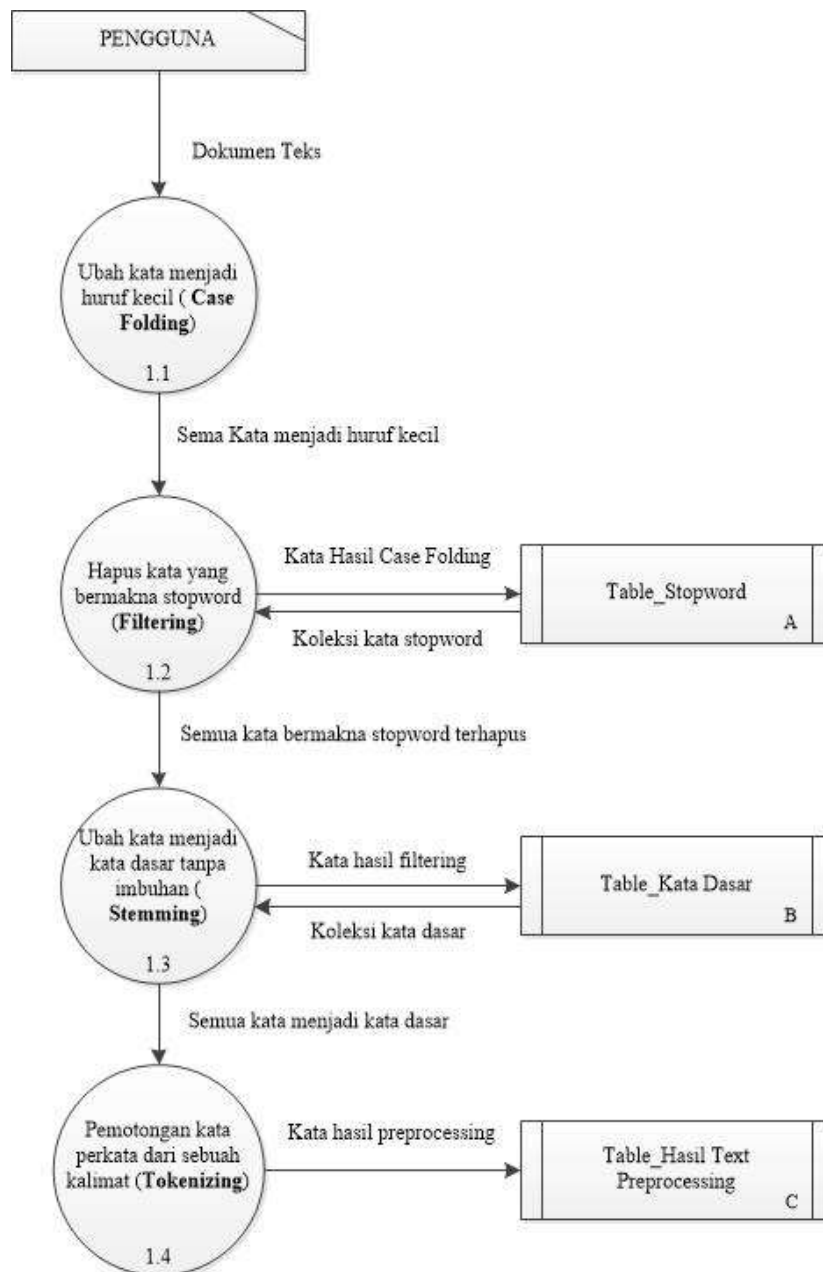 PENGGUNA
Dokumen Teks
Ubah kata menjadi
huruf kecil ( Case
Folding)
1.1
Sema Kata menjadi huruf kecil
Hapus kata yang
bermakna stopword
(Filtering)
1.2
Kata Hasil Case Folding
Koleksi kata stopword
Table_Stopword
A
Semua kata bermakna stopword terhapus
Ubah kata menjadi
kata dasar tanpa
imbuhan (
Stemming)
1.3
Kata hasil filtering
Koleksi kata dasar
Table_Kata Dasar
B
Semua kata menjadi kata dasar
Pemotongan kata
perkata dari sebuah
kalimat (Tokenizing)
1.4
Kata hasil preprocessing
Table_Hasil Text
Preprocessing
C